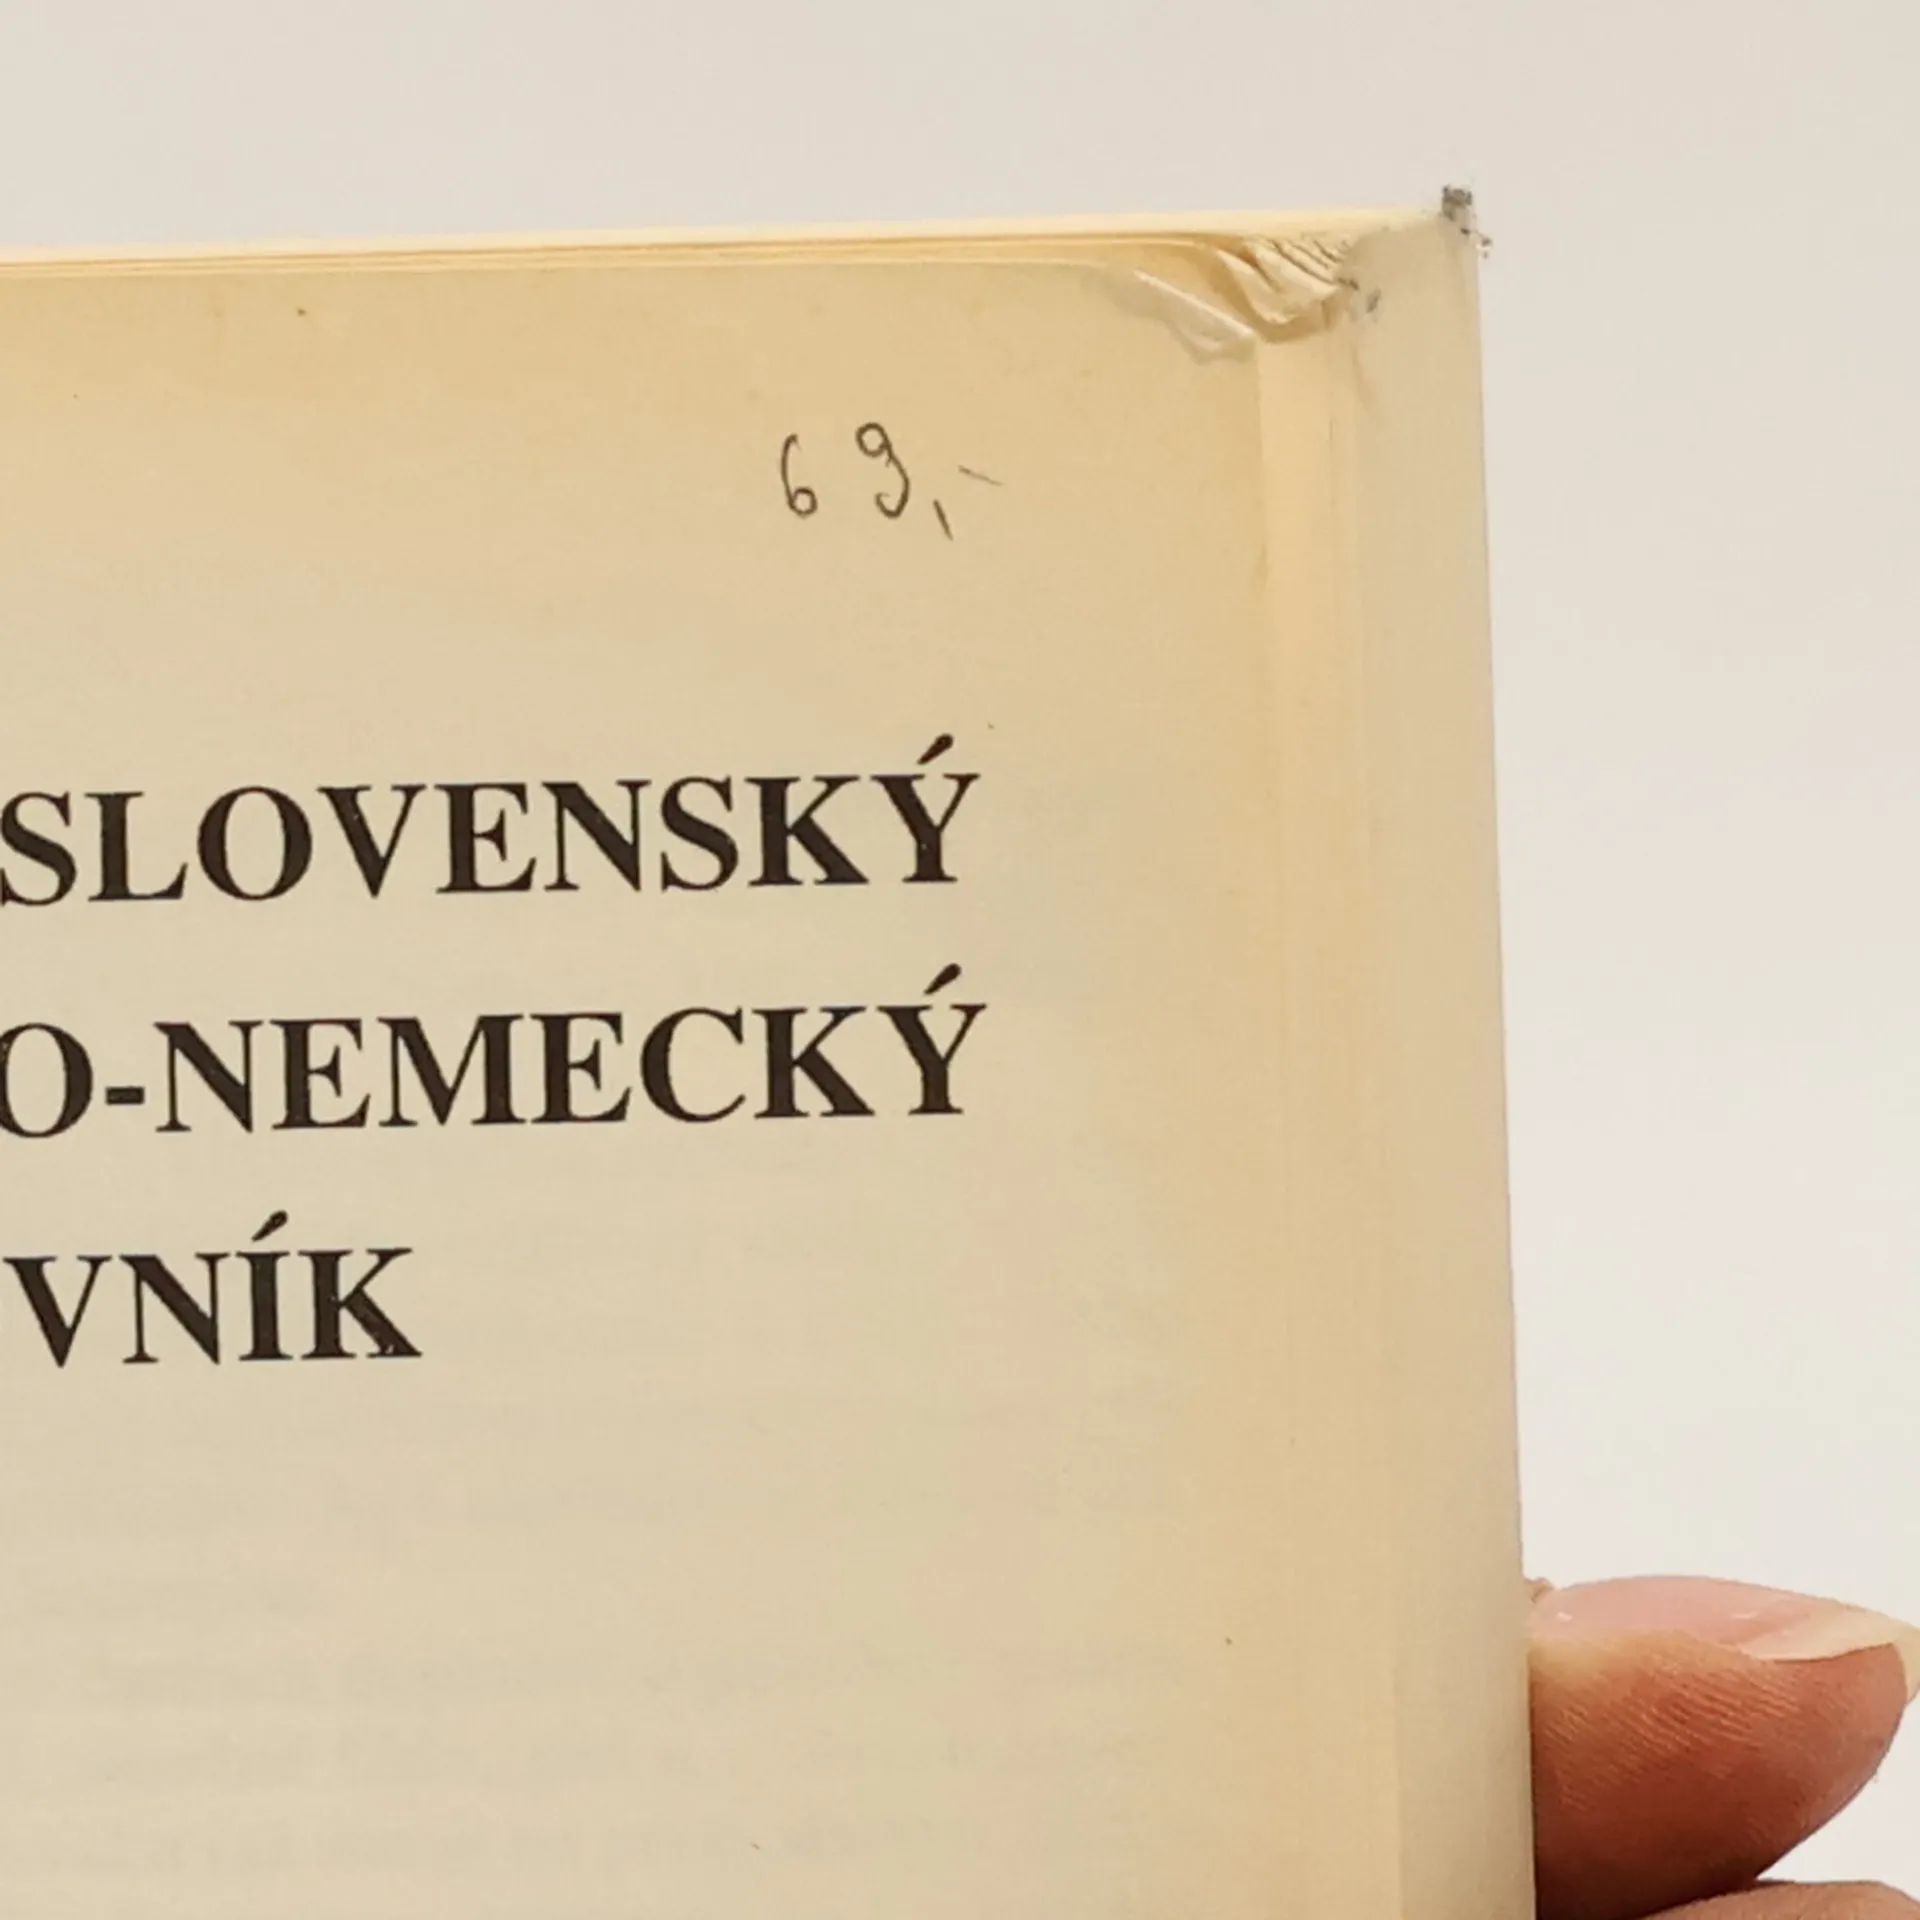 69,-
SLOVENSKÝ
O-NEMECKÝ
VNÍK